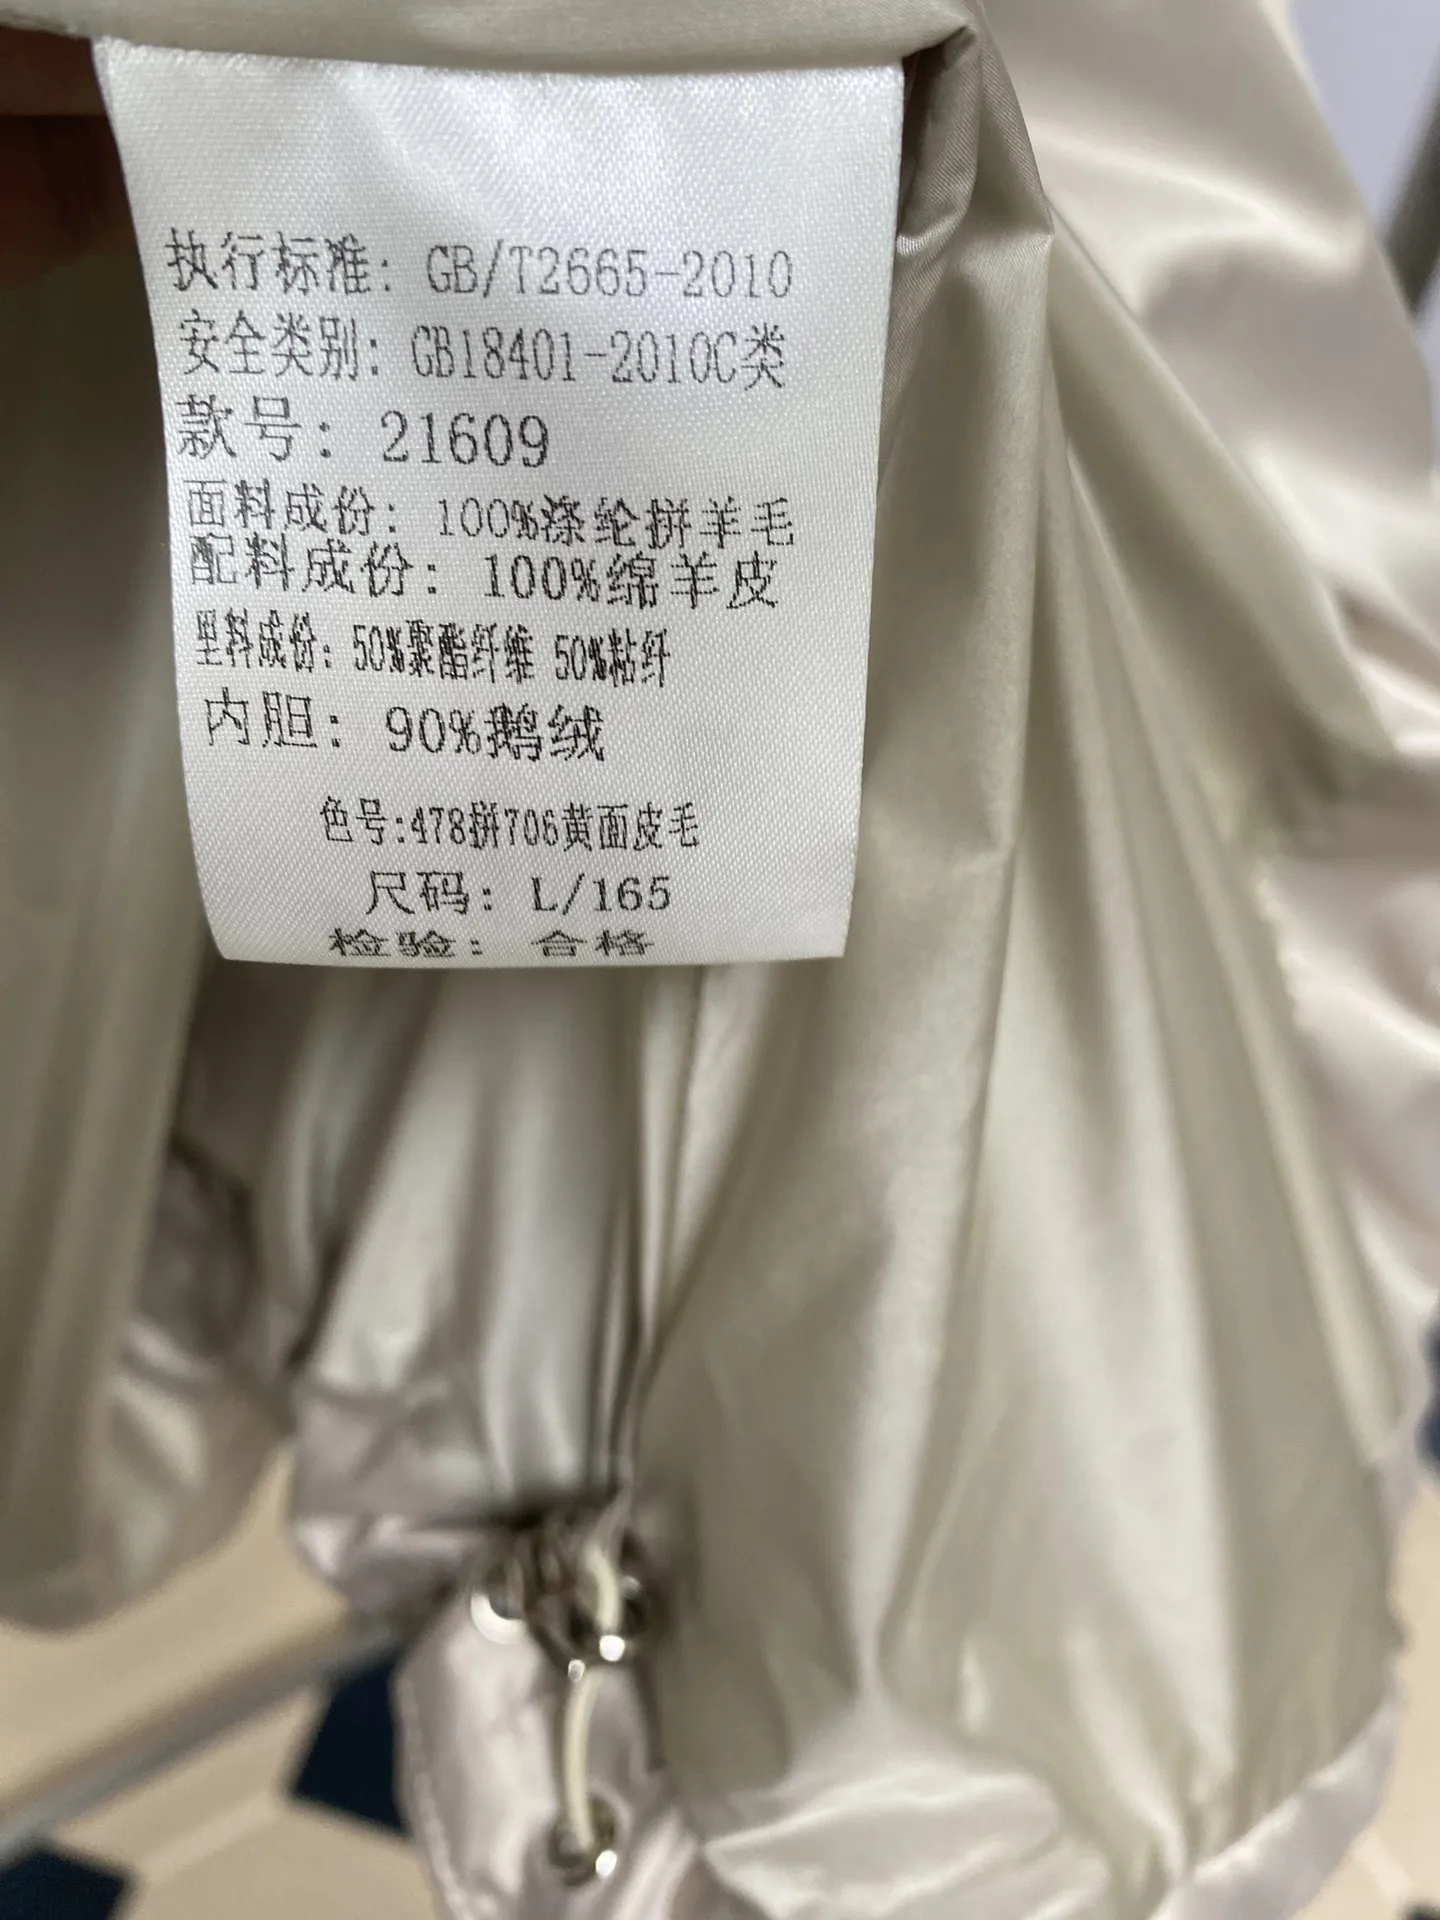 执行标准: GB/T2665-2010
安全类别: GB18401-2010C类
款号: 21609
面料成份: 100%涤纶拼羊毛
配料成份: 100%绵羊皮
里料成份: 50%聚酯纤维 50%粘纤
内胆: 90%鹅绒
色号:478拼706黄面皮毛
尺码: L/165
检验: 合格